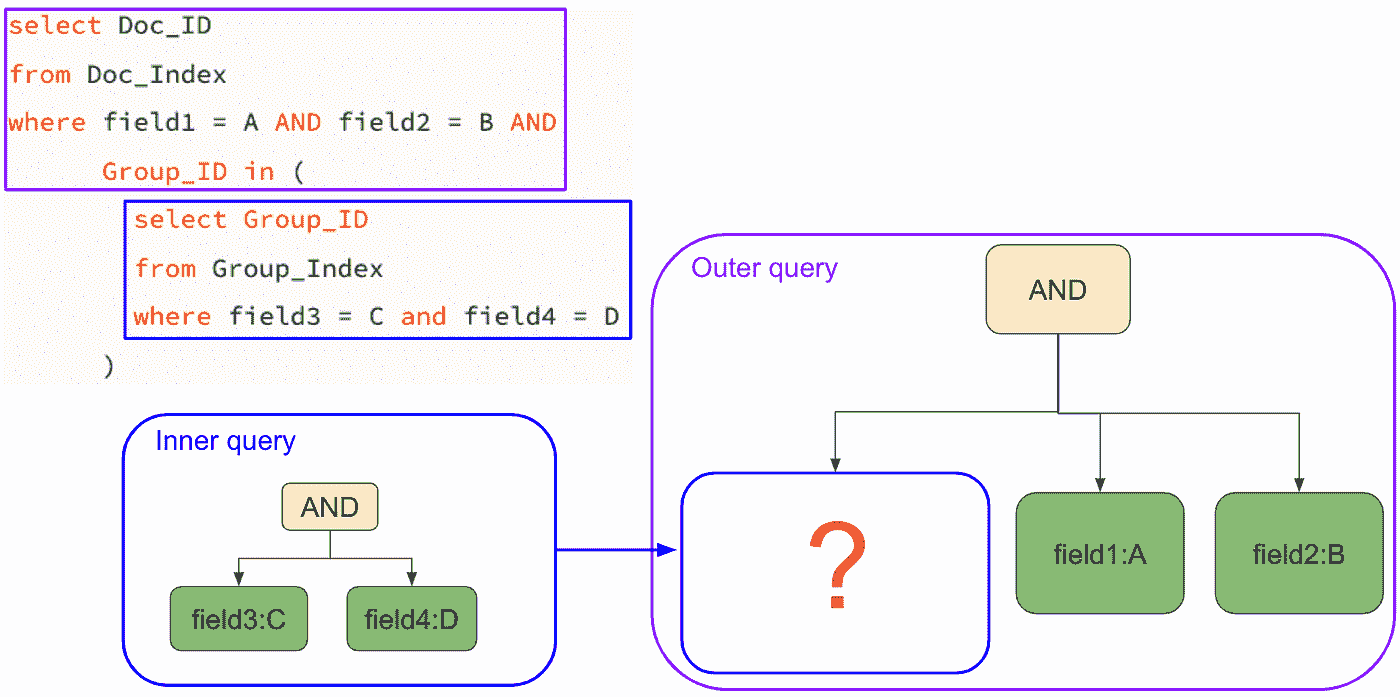 select Doc_ID
from Doc_Index
where field1 = A AND field2 = B AND
Group_ID in (
select Group_ID
from Group_Index
where field3 = C and field4 = D
)
Outer query
AND
?
field1:A
field2:B
Inner query
AND
field3:C
field4:D